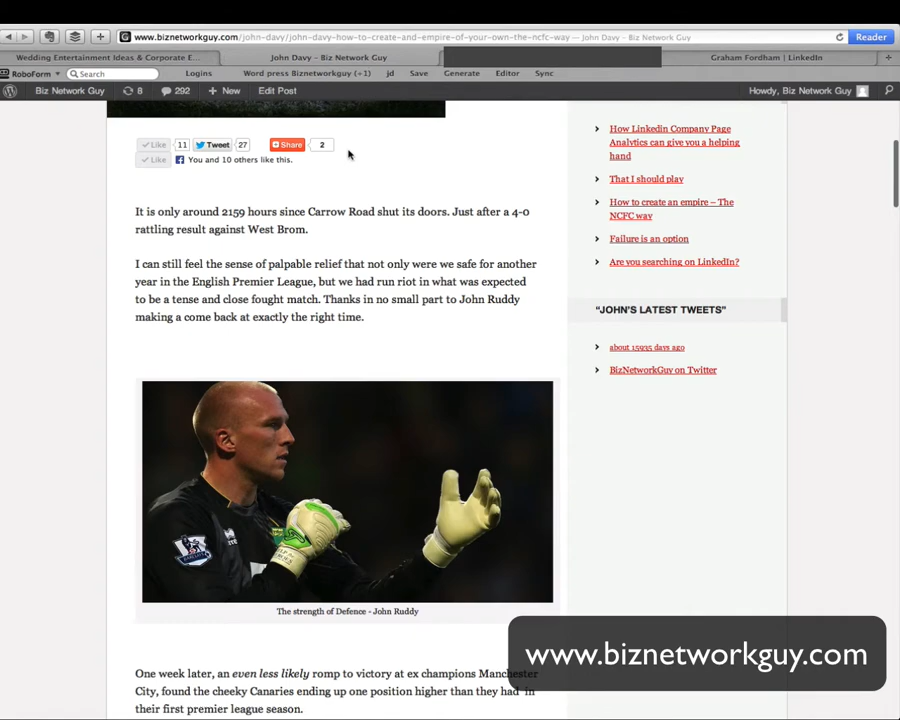 www.biznetworkguy.com/john-davy/john-davy-how-to-create-and-empire-of-your-own-the-ncfc-way — John Davy – Biz Network Guy
Reader
Wedding Entertainment Ideas & Corporate E...
John Davy – Biz Network Guy
Graham Fordham | LinkedIn
+
RoboForm
Search
Logins
Word press Biznetworkguy (+1)
jd
Save
Generate
Editor
Sync
Biz Network Guy
8
292
+ New
Edit Post
Howdy, Biz Network Guy
Like 11
Tweet 27
Share 2
Like
You and 10 others like this.
It is only around 2159 hours since Carrow Road shut its doors. Just after a 4-0
rattling result against West Brom.
I can still feel the sense of palpable relief that not only were we safe for another
year in the English Premier League, but we had run riot in what was expected
to be a tense and close fought match. Thanks in no small part to John Ruddy
making a come back at exactly the right time.
The strength of Defence - John Ruddy
One week later, an even less likely romp to victory at ex champions Manchester
City, found the cheeky Canaries ending up one position higher than they had in
their first premier league season.
How Linkedin Company Page
Analytics can give you a helping
hand
That I should play
How to create an empire – The
NCFC way
Failure is an option
Are you searching on LinkedIn?
"JOHN'S LATEST TWEETS"
about 15935 days ago
BizNetworkGuy on Twitter
www.biznetworkguy.com